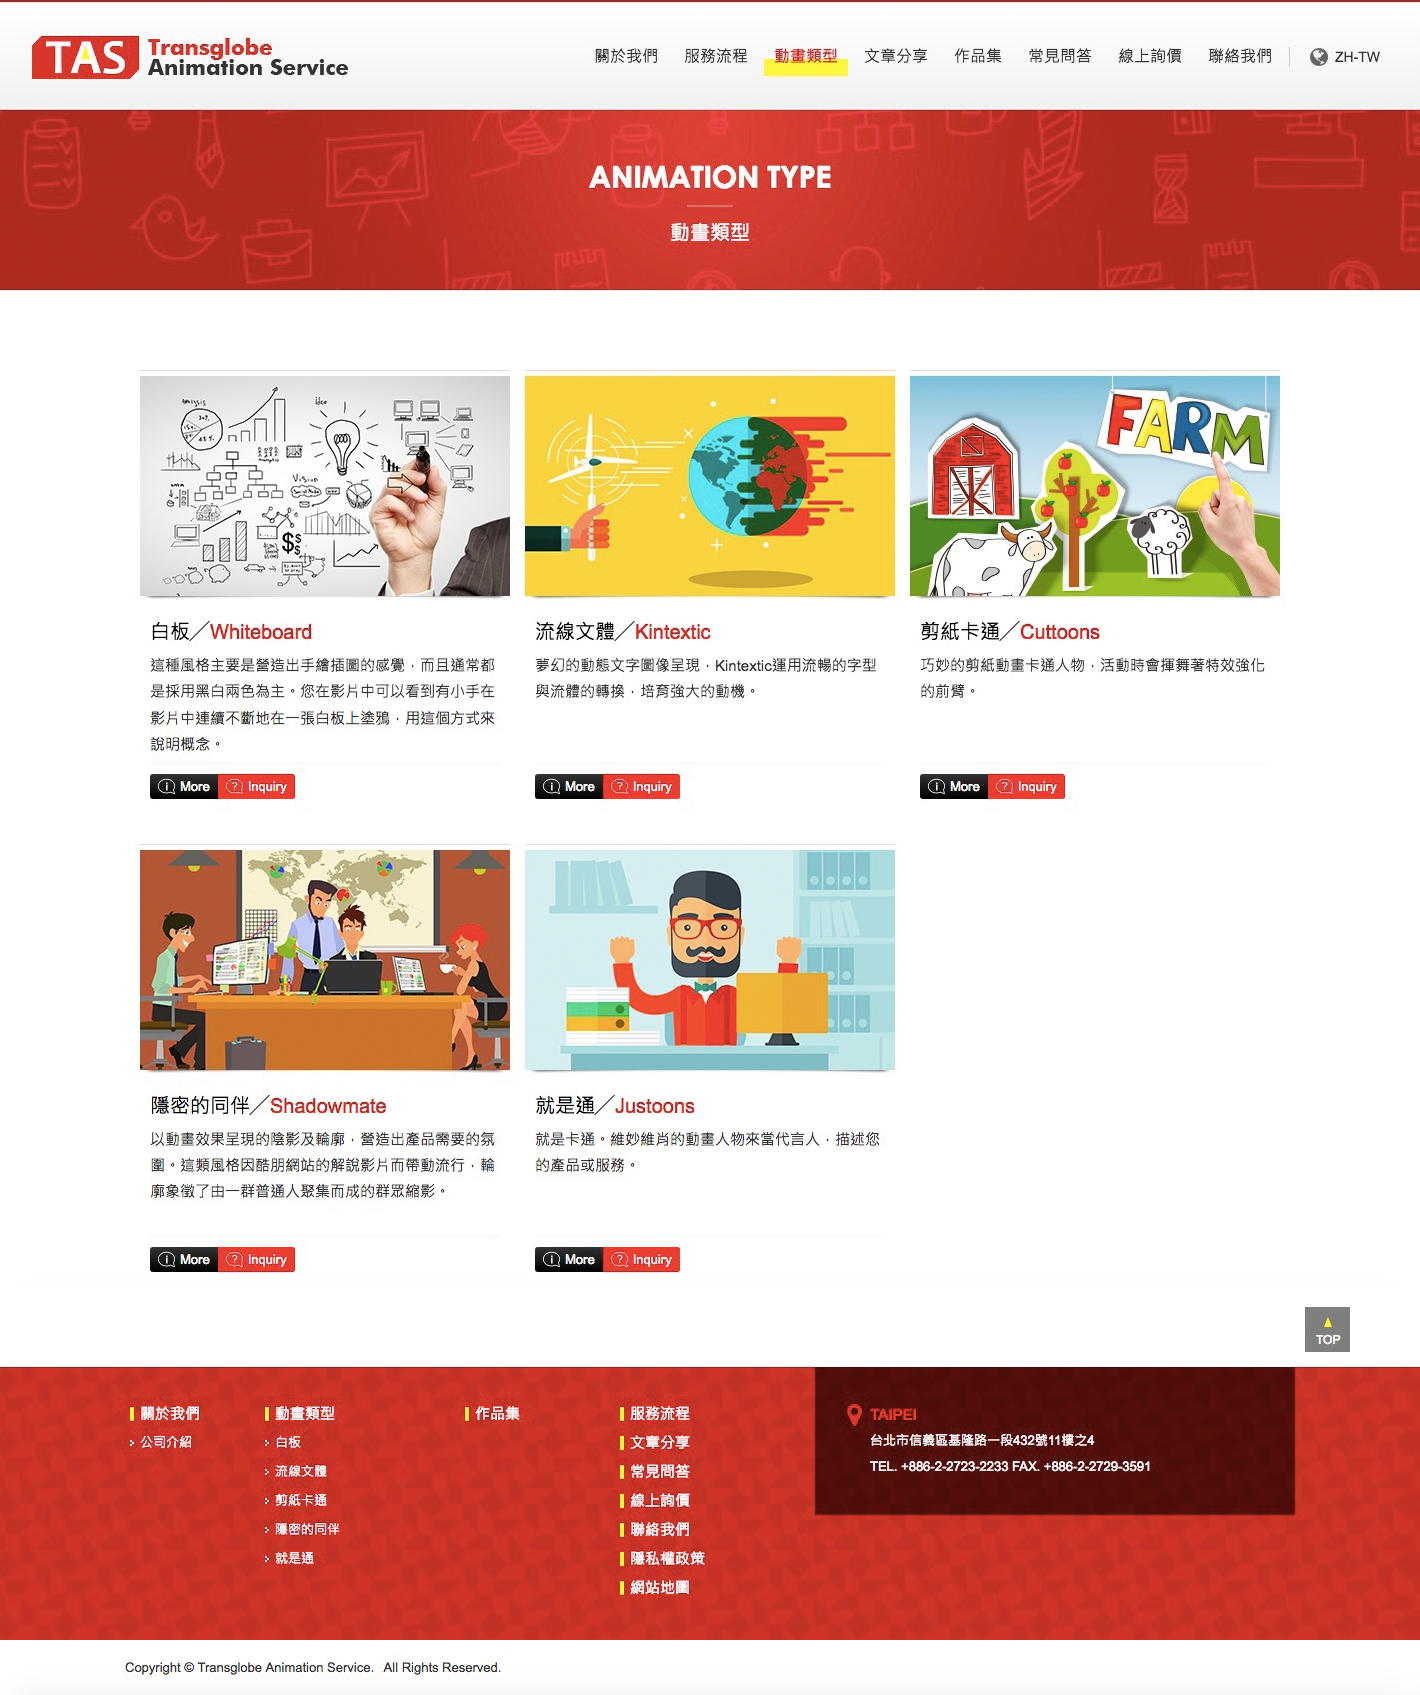 TAS Transglobe
Animation Service
關於我們 服務流程 動畫類型 文章分享 作品集 常見問答 線上詢價 聯絡我們 ZH-TW
ANIMATION TYPE
動畫類型
Analysis
idea
Vision
FARM
白板╱Whiteboard
這種風格主要是營造出手繪插圖的感覺，而且通常都
是採用黑白兩色為主。您在影片中可以看到有小手在
影片中連續不斷地在一張白板上塗鴉，用這個方式來
說明概念。
More Inquiry
流線文體╱Kintextic
夢幻的動態文字圖像呈現，Kintextic運用流暢的字型
與流體的轉換，培育強大的動機。
More Inquiry
剪紙卡通╱Cuttoons
巧妙的剪紙動畫卡通人物，活動時會揮舞著特效強化
的前臂。
More Inquiry
隱密的同伴╱Shadowmate
以動畫效果呈現的陰影及輪廓，營造出產品需要的氛
圍。這類風格因酷朋網站的解說影片而帶動流行，輪
廓象徵了由一群普通人聚集而成的群眾縮影。
More Inquiry
就是通╱Justoons
就是卡通。維妙維肖的動畫人物來當代言人，描述您
的產品或服務。
More Inquiry
TOP
關於我們
公司介紹
動畫類型
白板
流線文體
剪紙卡通
隱密的同伴
就是通
作品集
服務流程
文章分享
常見問答
線上詢價
聯絡我們
隱私權政策
網站地圖
TAIPEI
台北市信義區基隆路一段432號11樓之4
TEL. +886-2-2723-2233 FAX. +886-2-2729-3591
Copyright © Transglobe Animation Service. All Rights Reserved.